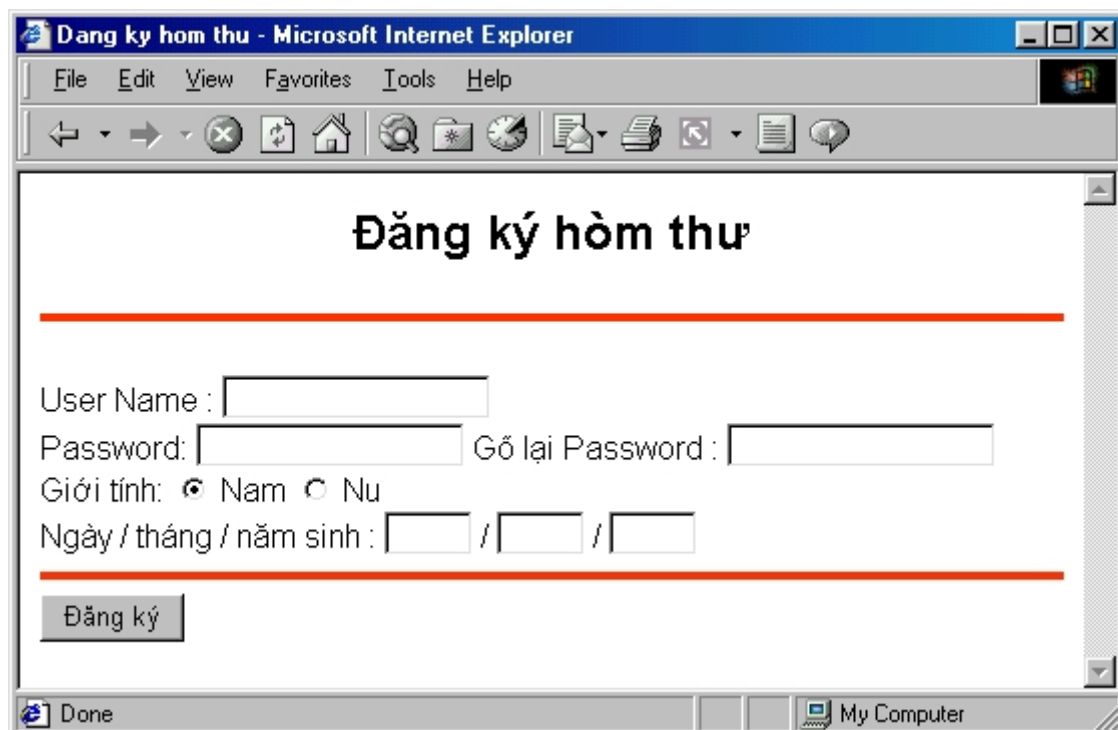 Dang ky hom thu - Microsoft Internet Explorer
File Edit View Favorites Tools Help
Đăng ký hòm thư
User Name :
Password: Gố lại Password :
Giới tính: Nam Nu
Ngày / tháng / năm sinh : / /
Đăng ký
Done My Computer